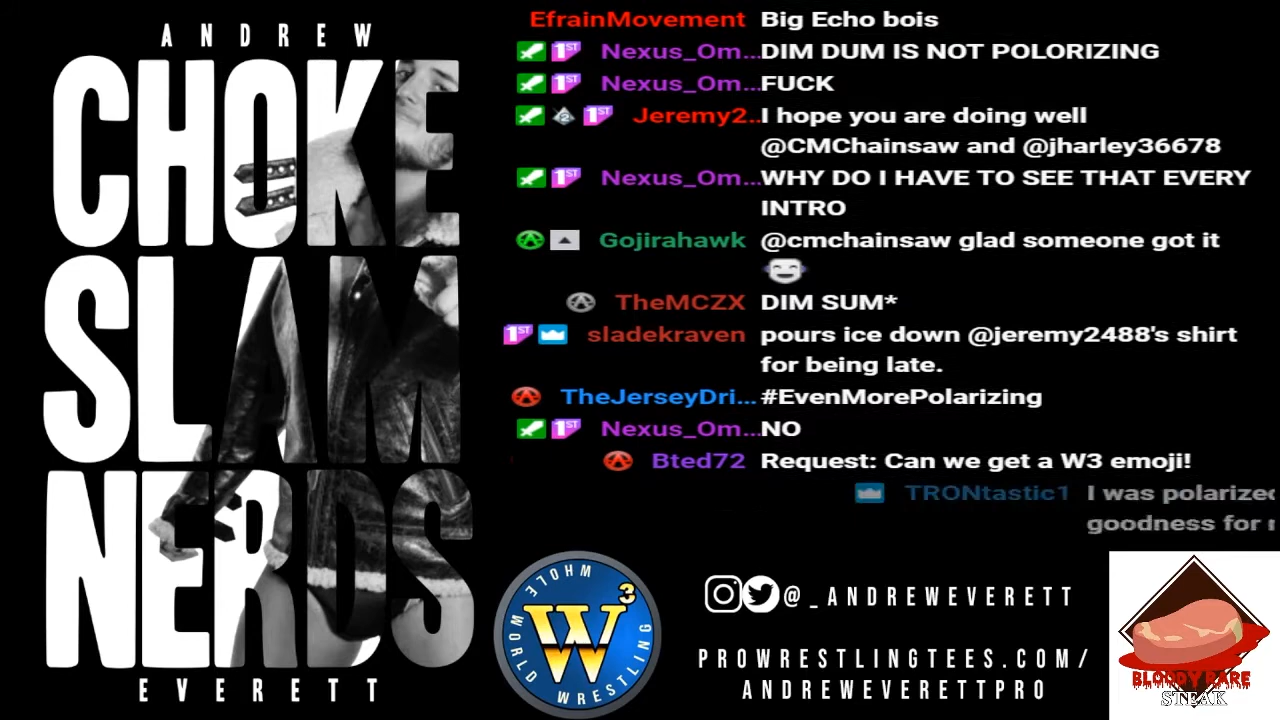 ANDREW
CHOKE
SLAM
NERDS
EVERETT
EfrainMovement Big Echo bois
Nexus_Om... DIM DUM IS NOT POLORIZING
Nexus_Om... FUCK
Jeremy2.. I hope you are doing well
@CMChainsaw and @jharley36678
Nexus_Om... WHY DO I HAVE TO SEE THAT EVERY
INTRO
Gojirahawk @cmchainsaw glad someone got it
TheMCZX DIM SUM*
sladekraven pours ice down @jeremy2488's shirt
for being late.
TheJerseyDri... #EvenMorePolarizing
Nexus_Om... NO
Bted72 Request: Can we get a W3 emoji!
TRONtastic1 I was polarized
goodness for
WHOLE
WORLD
WRESTLING
W3
@_ANDREWEVERETT
PROWRESTLINGTEES.COM/
ANDREWEVERETTPRO
BLOODY RARE
STEAK